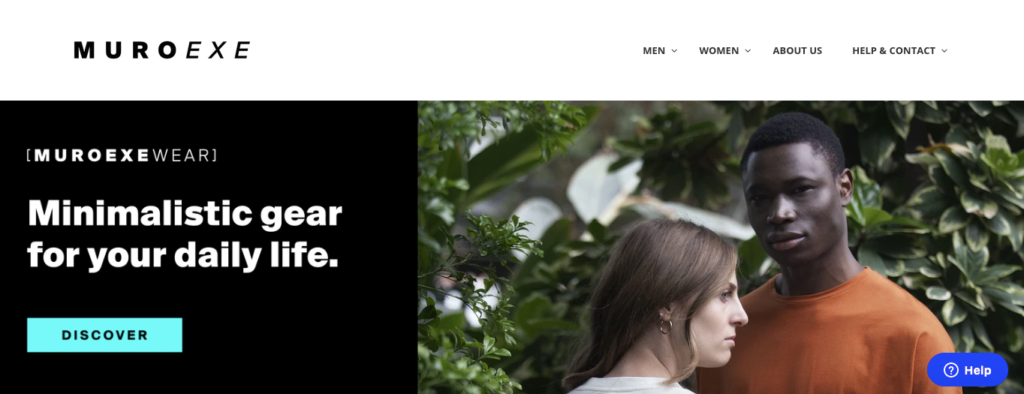 MUROEXE
MEN
WOMEN
ABOUT US
HELP & CONTACT
[MUROEXEWEAR]
Minimalistic gear
for your daily life.
DISCOVER
Help